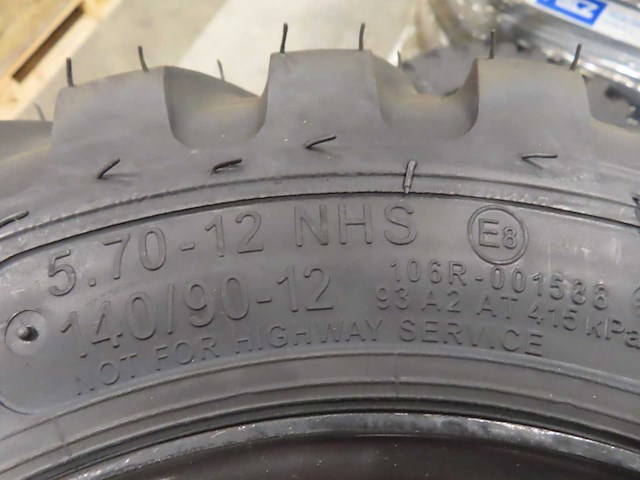 5.70-12 NHS
140/90-12
NOT FOR HIGHWAY SERVICE
E8
106R-001586
93 A2 AT 415 kPa